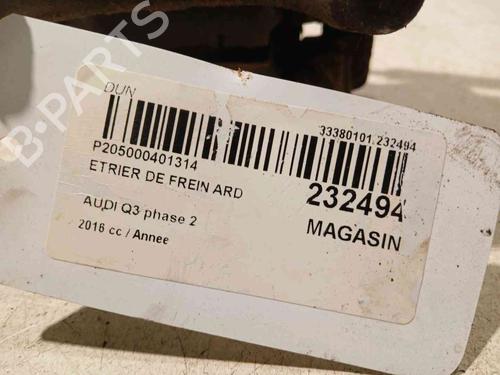 DUN
33380101 232494
P205000401314
ETRIER DE FREIN ARD
232494
AUDI Q3 phase 2
MAGASIN
2016 cc / Annee
B-PARTS